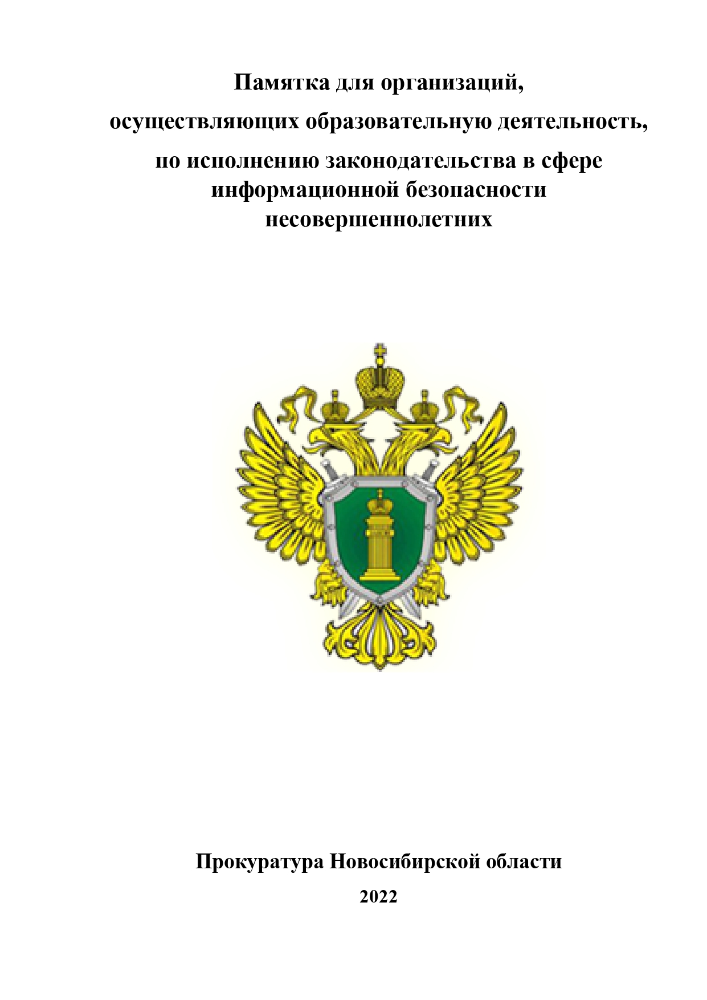 Памятка для организаций,
осуществляющих образовательную деятельность,
по исполнению законодательства в сфере
информационной безопасности
несовершеннолетних
Прокуратура Новосибирской области
2022